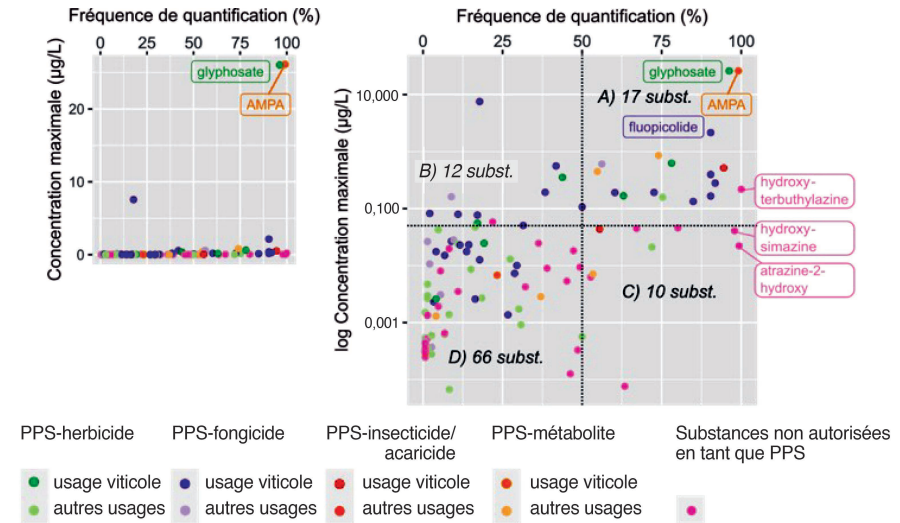 Fréquence de quantification (%)
0 25 50 75 100
Concentration maximale (µg/L)
20
10
0
glyphosate
AMPA
Fréquence de quantification (%)
0 25 50 75 100
log Concentration maximale (µg/L)
10,000
0,100
0,001
glyphosate
A) 17 subst.
AMPA
fluopicolide
B) 12 subst.
hydroxy-
terbuthylazine
hydroxy-
simazine
atrazine-2-
hydroxy
C) 10 subst.
D) 66 subst.
PPS-herbicide
usage viticole
autres usages
PPS-fongicide
usage viticole
autres usages
PPS-insecticide/
acaricide
usage viticole
autres usages
PPS-métabolite
usage viticole
autres usages
Substances non autorisées
en tant que PPS